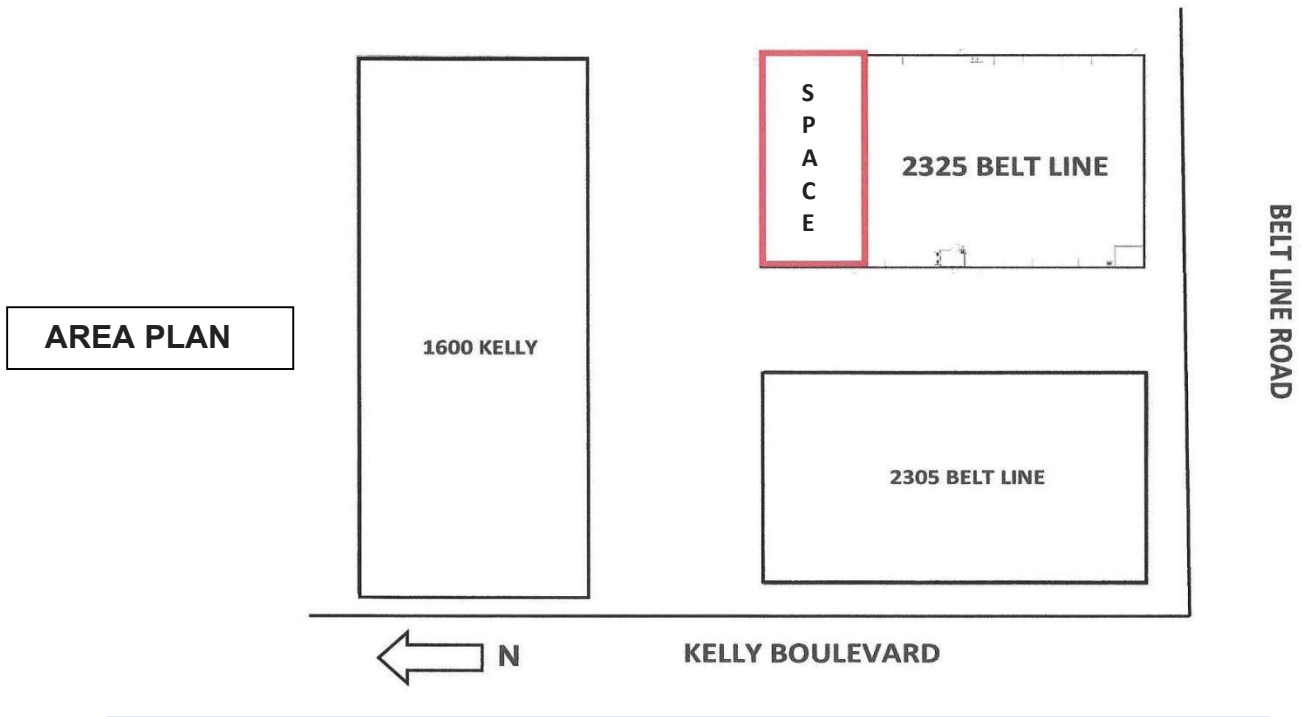 S
P
A
C
E
2325 BELT LINE
BELT LINE ROAD
AREA PLAN
1600 KELLY
2305 BELT LINE
N
KELLY BOULEVARD